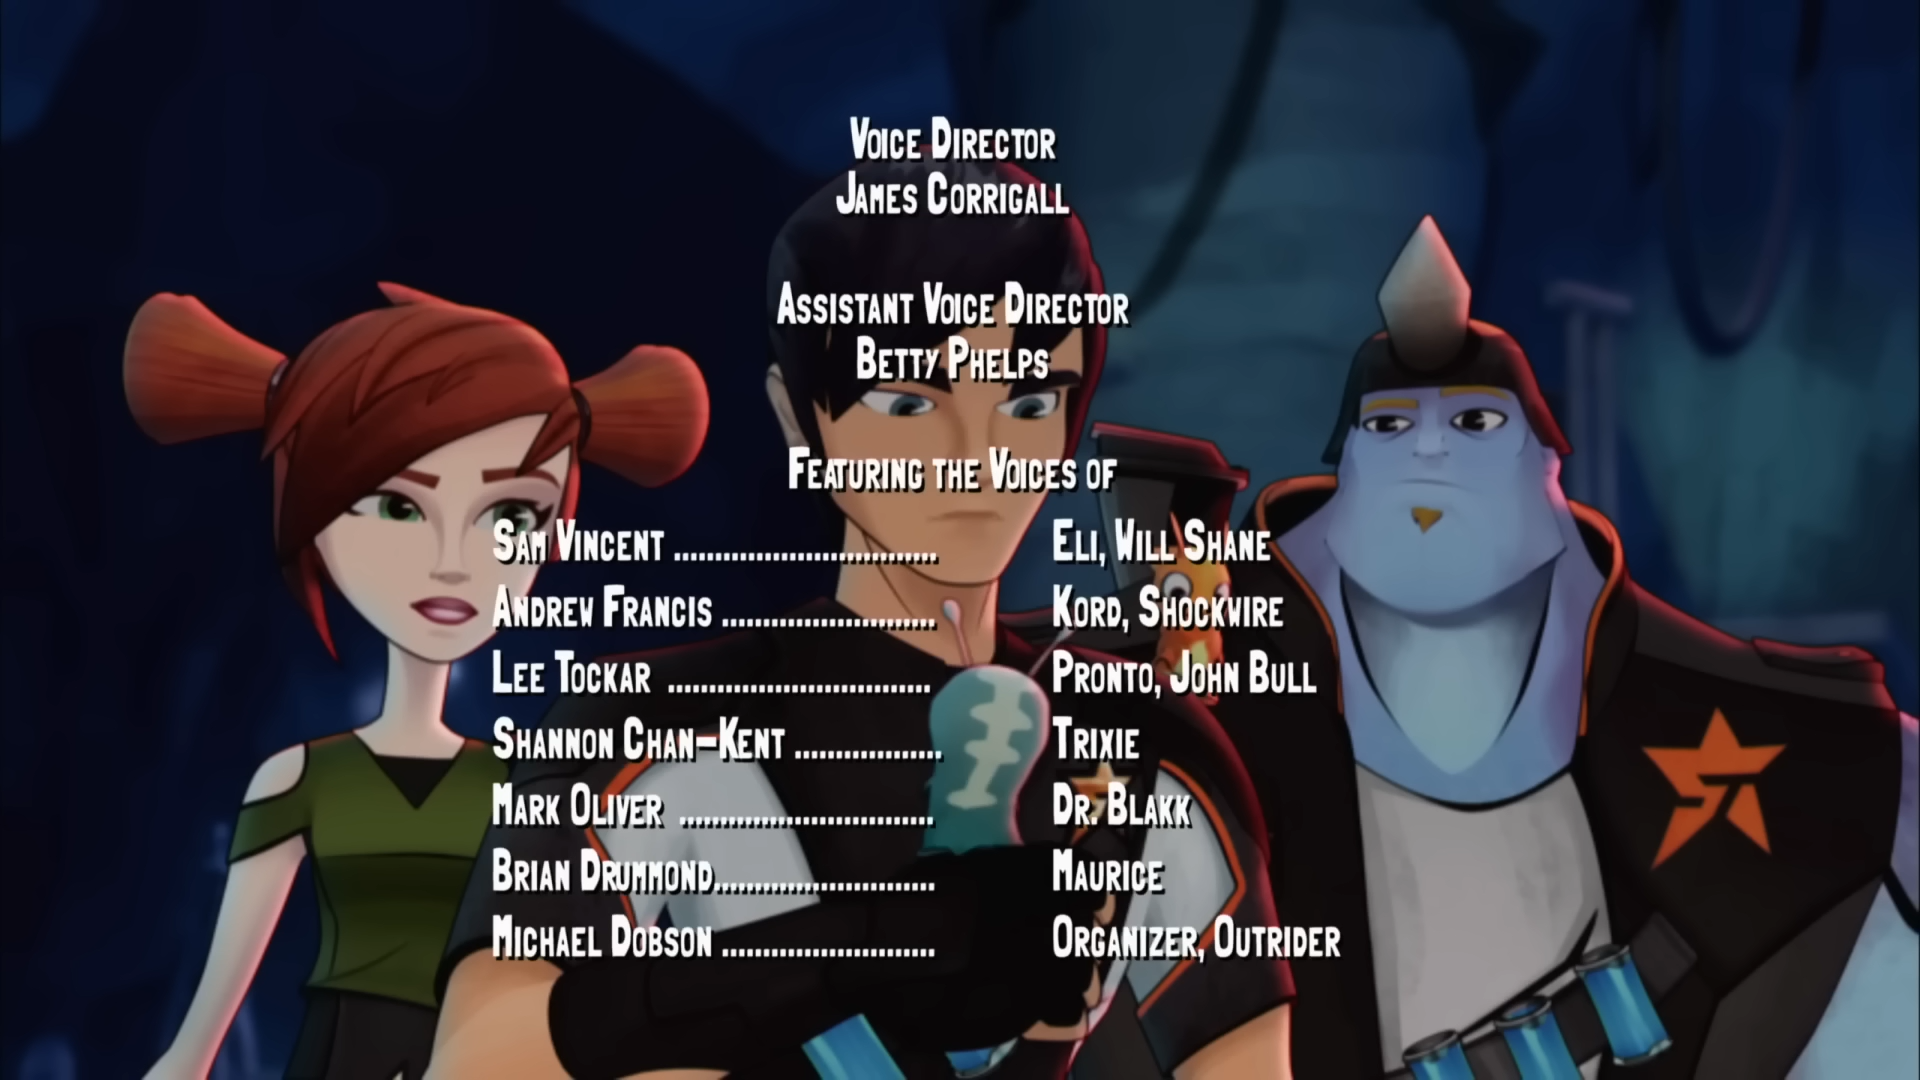 Voice Director
James Corrigall
Assistant Voice Director
Betty Phelps
Featuring the Voices of
Sam Vincent ................................ Eli, Will Shane
Andrew Francis .......................... Kord, Shockwire
Lee Tockar ................................ Pronto, John Bull
Shannon Chan-Kent .................. Trixie
Mark Oliver ............................... Dr. Blakk
Brian Drummond........................... Maurice
Michael Dobson .......................... Organizer, Outrider